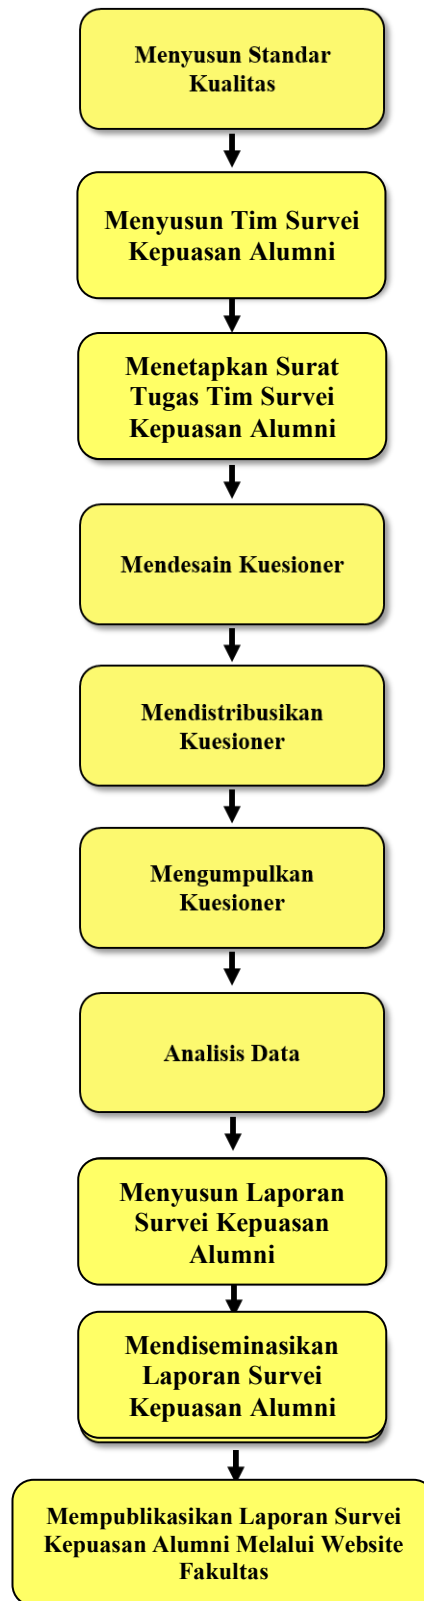 Menyusun Standar
Kualitas
Menyusun Tim Survei
Kepuasan Alumni
Menetapkan Surat
Tugas Tim Survei
Kepuasan Alumni
Mendesain Kuesioner
Mendistribusikan
Kuesioner
Mengumpulkan
Kuesioner
Analisis Data
Menyusun Laporan
Survei Kepuasan
Alumni
Mendiseminasikan
Laporan Survei
Kepuasan Alumni
Mempublikasikan Laporan Survei
Kepuasan Alumni Melalui Website
Fakultas